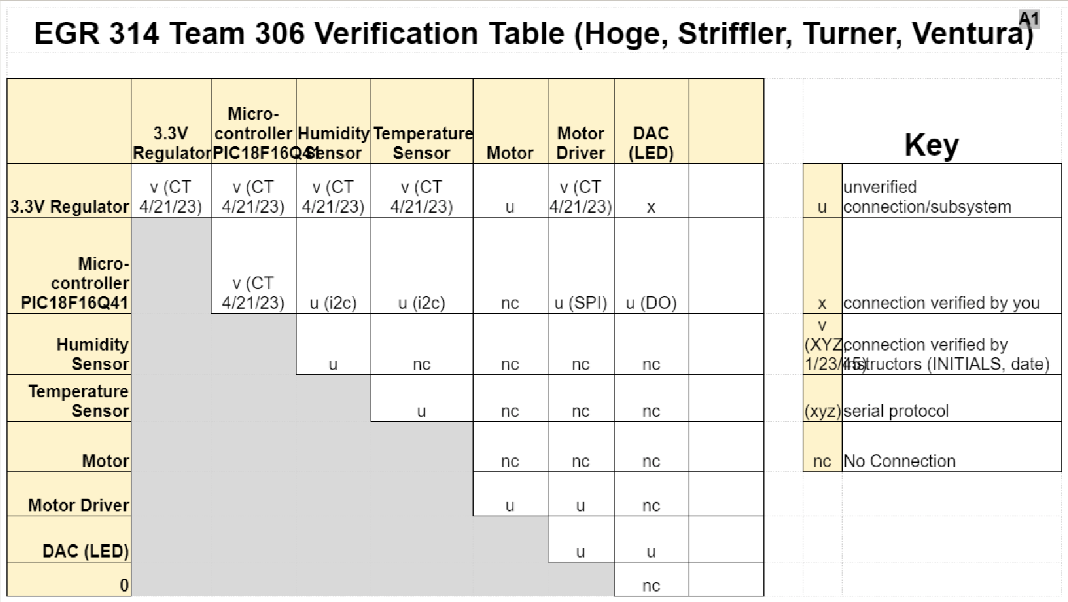 A1
EGR 314 Team 306 Verification Table (Hoge, Striffler, Turner, Ventura)
3.3V Regulator Micro-controller PIC18F16Q41 Humidity Sensor Temperature Sensor Motor Motor Driver DAC (LED)
3.3V Regulator v (CT 4/21/23) v (CT 4/21/23) v (CT 4/21/23) v (CT 4/21/23) u v (CT 4/21/23) x
Micro-controller PIC18F16Q41 v (CT 4/21/23) u (i2c) u (i2c) nc u (SPI) u (DO)
Humidity Sensor u nc nc nc nc
Temperature Sensor u nc nc nc
Motor nc nc nc
Motor Driver u u nc
DAC (LED) u u
0 nc
Key
u unverified connection/subsystem
x connection verified by you
v (XYZ, 1/23/45) connection verified by instructors (INITIALS, date)
(xyz) serial protocol
nc No Connection